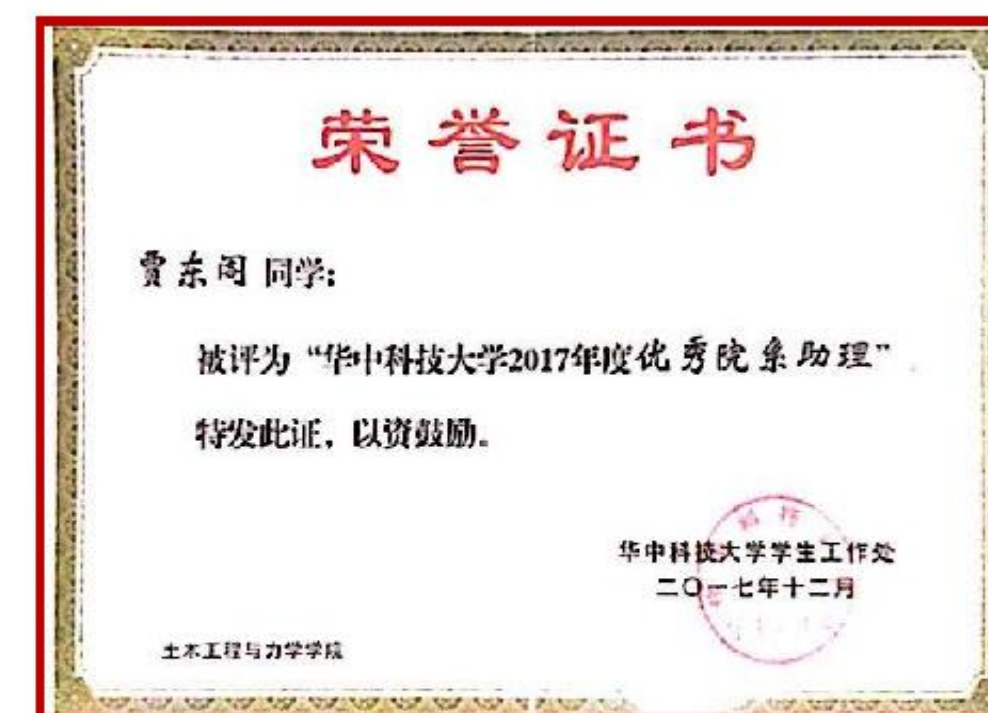 荣誉证书
贾东阁 同学：
被评为“华中科技大学2017年度优秀院系助理”
特发此证，以资鼓励。
华中科技大学学生工作处
二〇一七年十二月
土木工程与力学学院